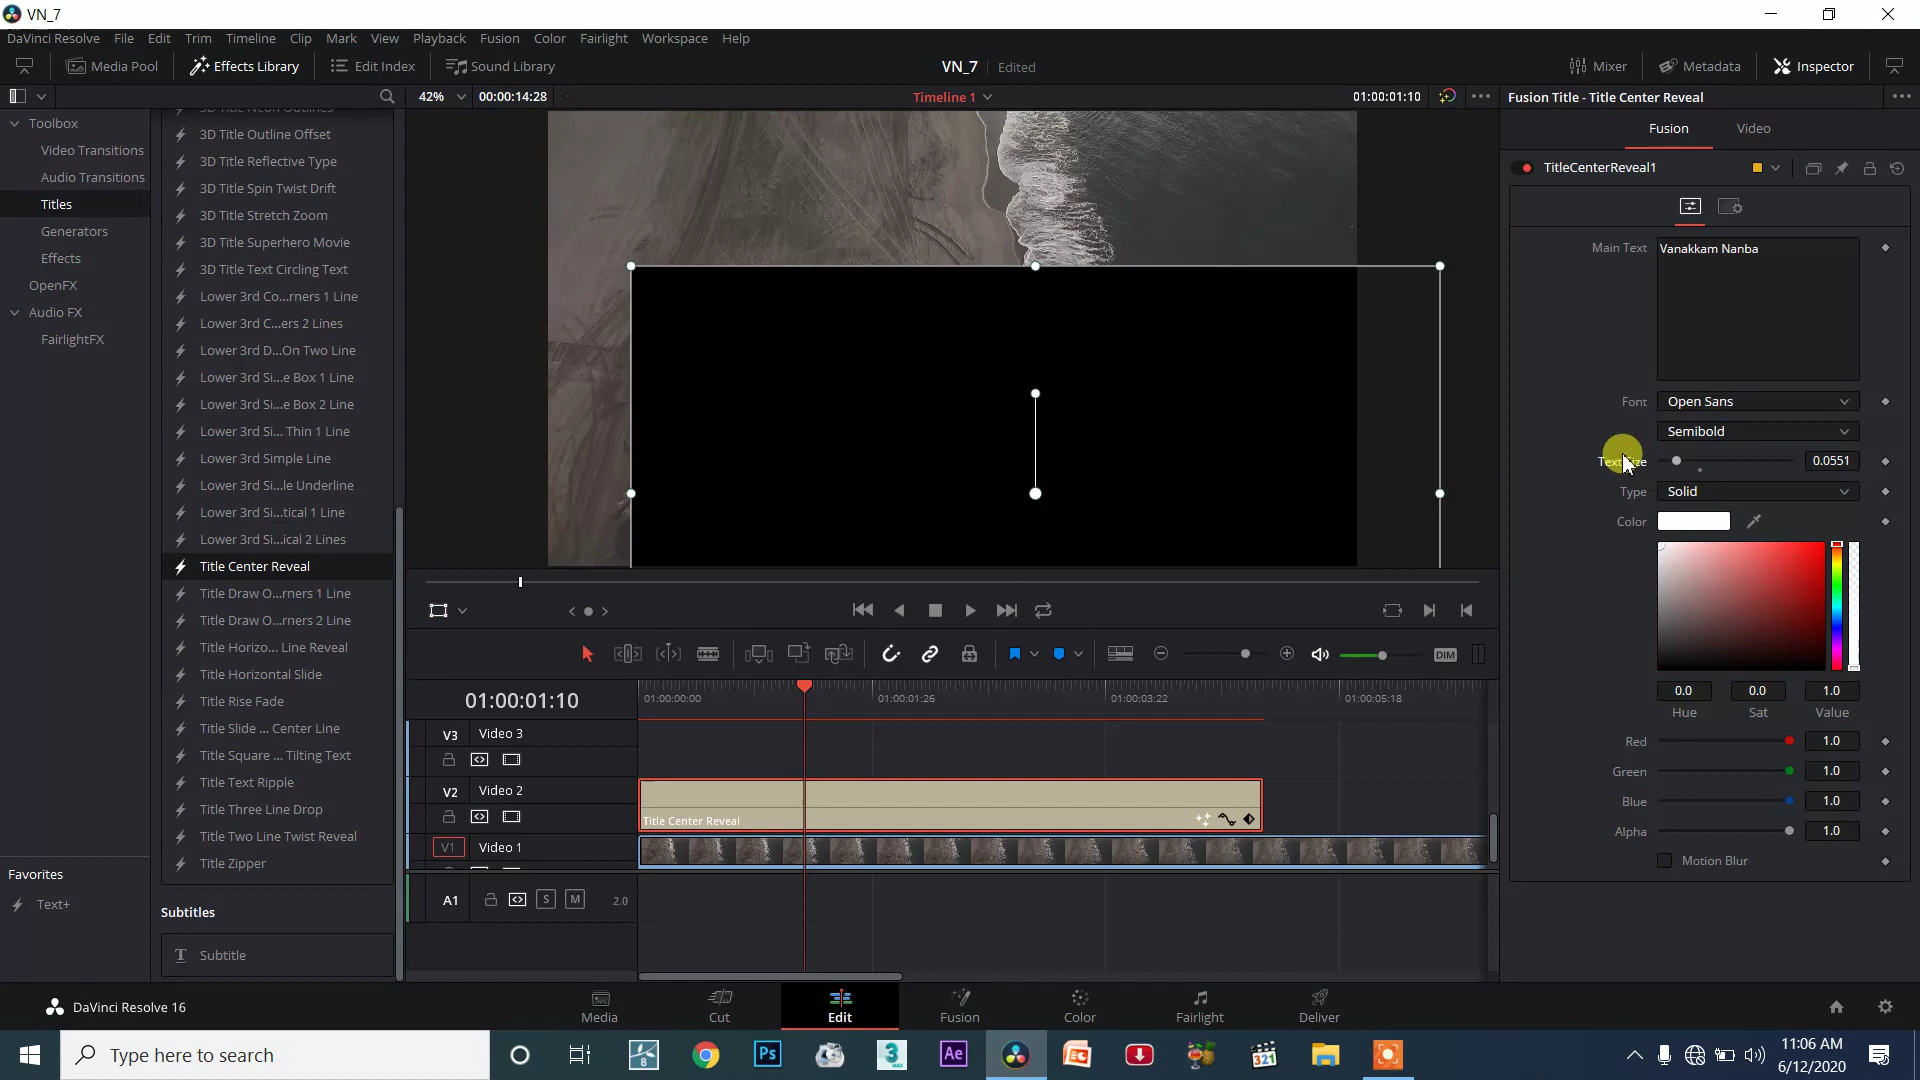 VN_7
DaVinci Resolve File Edit Trim Timeline Clip Mark View Playback Fusion Color Fairlight Workspace Help
Media Pool Effects Library Edit Index Sound Library VN_7 Edited Mixer Metadata Inspector
42% 00:00:14:28 Timeline 1 01:00:01:10 Fusion Title - Title Center Reveal
Fusion Video
TitleCenterReveal1
Toolbox
Video Transitions
Audio Transitions
Titles
Generators
Effects
OpenFX
Audio FX
FairlightFX
Favorites
Text+
3D Title Neon Outlines
3D Title Outline Offset
3D Title Reflective Type
3D Title Spin Twist Drift
3D Title Stretch Zoom
3D Title Superhero Movie
3D Title Text Circling Text
Lower 3rd Co...rners 1 Line
Lower 3rd C...ers 2 Lines
Lower 3rd D...On Two Line
Lower 3rd Si...e Box 1 Line
Lower 3rd Si...e Box 2 Line
Lower 3rd Si... Thin 1 Line
Lower 3rd Simple Line
Lower 3rd Si...le Underline
Lower 3rd Si...tical 1 Line
Lower 3rd Si...ical 2 Lines
Title Center Reveal
Title Draw O...rners 1 Line
Title Draw O...rners 2 Line
Title Horizo... Line Reveal
Title Horizontal Slide
Title Rise Fade
Title Slide ... Center Line
Title Square ... Tilting Text
Title Text Ripple
Title Three Line Drop
Title Two Line Twist Reveal
Title Zipper
Subtitles
Subtitle
Main Text Vanakkam Nanba
Font Open Sans
Semibold
Text Size 0.0551
Type Solid
Color
0.0 0.0 1.0
Hue Sat Value
Red 1.0
Green 1.0
Blue 1.0
Alpha 1.0
Motion Blur
DIM
01:00:01:10 01:00:00:00 01:00:01:26 01:00:03:22 01:00:05:18
V3 Video 3
V2 Video 2
Title Center Reveal
V1 Video 1
A1 S M 2.0
DaVinci Resolve 16
Media Cut Edit Fusion Color Fairlight Deliver
Type here to search
8
Ps
3
MAX
Ae
321
11:06 AM
6/12/2020